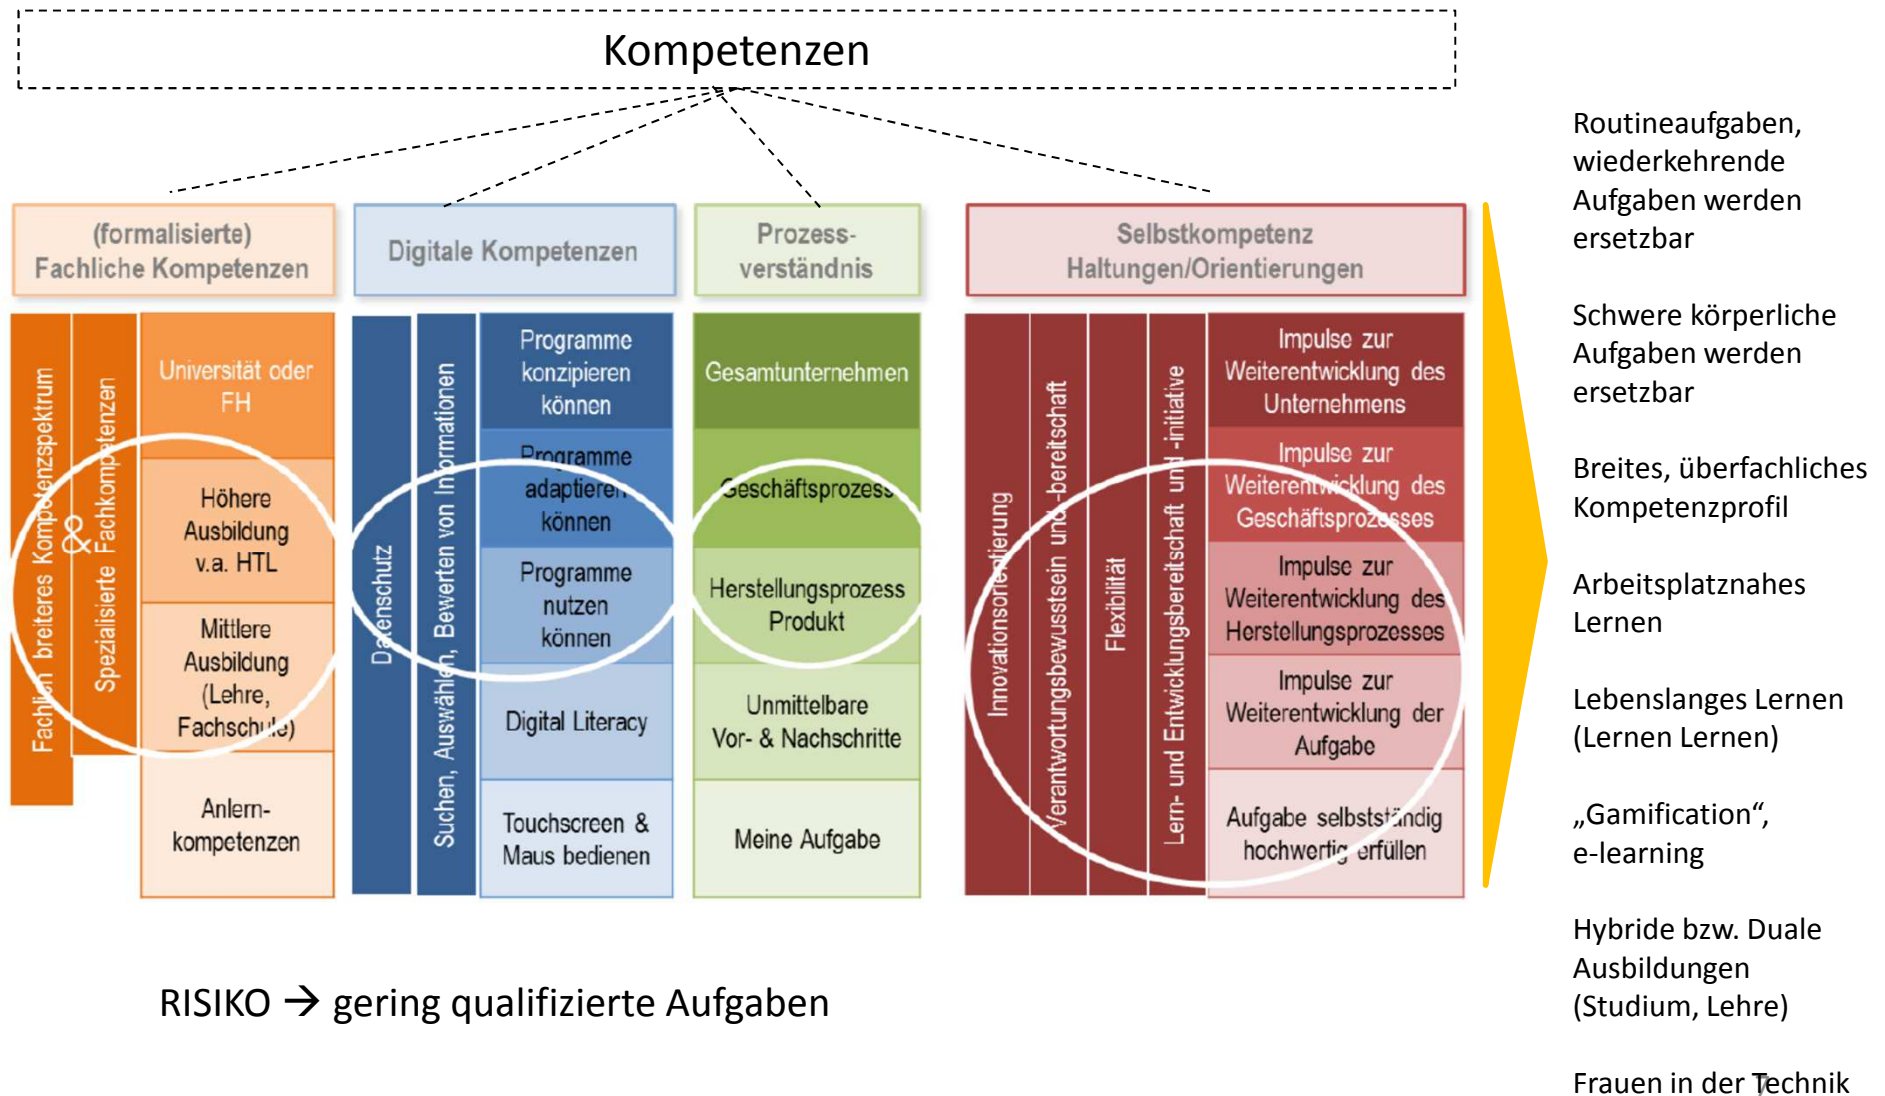 Kompetenzen
(formalisierte)
Fachliche Kompetenzen
Digitale Kompetenzen
Prozess-
verständnis
Selbstkompetenz
Haltungen/Orientierungen
Fachlich breiteres Kompetenzspektrum
&
Spezialisierte Fachkompetenzen
Universität oder
FH
Höhere
Ausbildung
v.a. HTL
Mittlere
Ausbildung
(Lehre,
Fachschule)
Anlern-
kompetenzen
Datenschutz
Suchen, Auswählen, Bewerten von Informationen
Programme
konzipieren
können
Programme
adaptieren
können
Programme
nutzen
können
Digital Literacy
Touchscreen &
Maus bedienen
Gesamtunternehmen
Geschäftsprozess
Herstellungsprozess
Produkt
Unmittelbare
Vor- & Nachschritte
Meine Aufgabe
Innovationsorientierung
Verantwortungsbewusstsein und -bereitschaft
Flexibilität
Lern- und Entwicklungsbereitschaft und -initiative
Impulse zur
Weiterentwicklung des
Unternehmens
Impulse zur
Weiterentwicklung des
Geschäftsprozesses
Impulse zur
Weiterentwicklung des
Herstellungsprozesses
Impulse zur
Weiterentwicklung der
Aufgabe
Aufgabe selbstständig
hochwertig erfüllen
Routineaufgaben,
wiederkehrende
Aufgaben werden
ersetzbar
Schwere körperliche
Aufgaben werden
ersetzbar
Breites, überfachliches
Kompetenzprofil
Arbeitsplatznahes
Lernen
Lebenslanges Lernen
(Lernen Lernen)
„Gamification“,
e-learning
Hybride bzw. Duale
Ausbildungen
(Studium, Lehre)
Frauen in der Technik
7
RISIKO → gering qualifizierte Aufgaben